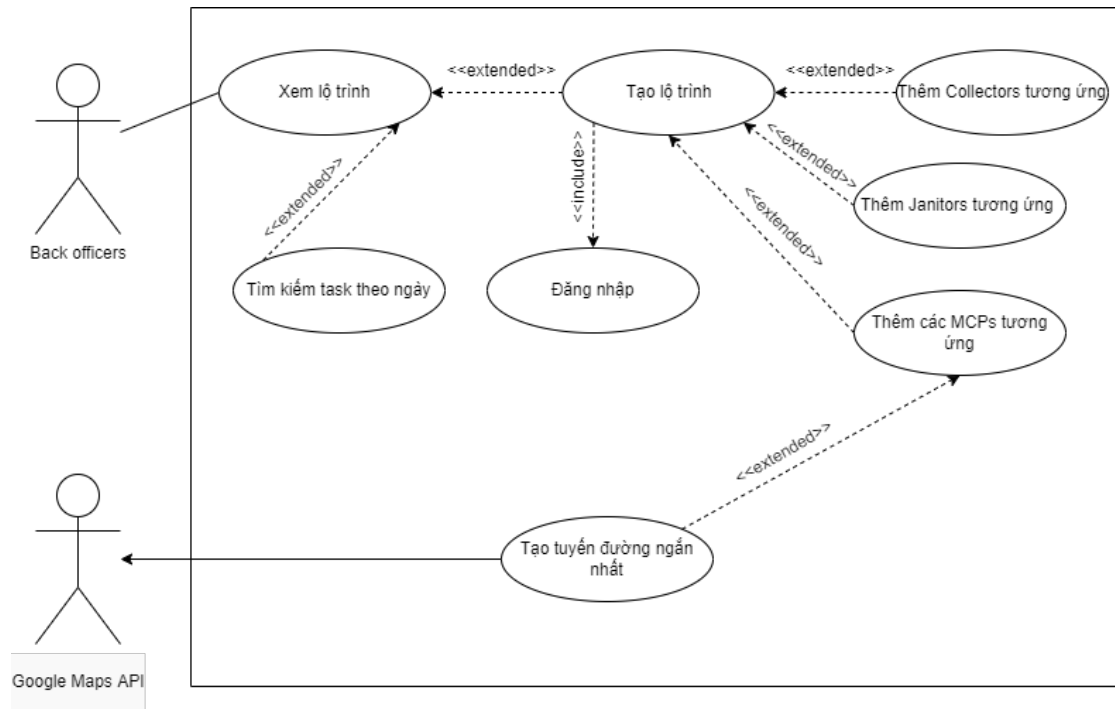 <<extended>>
<<extended>>
Xem lộ trình
Tạo lộ trình
Thêm Collectors tương ứng
<<extended>>
<<include>>
<<extended>>
<<extended>>
Thêm Janitors tương ứng
Back officers
Tìm kiếm task theo ngày
Đăng nhập
Thêm các MCPs tương
ứng
<<extended>>
Tạo tuyến đường ngắn
nhất
Google Maps API